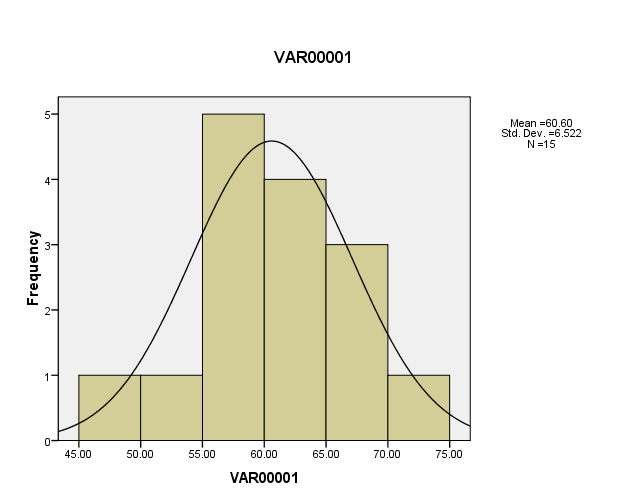 VAR00001
Mean =60.60
Std. Dev. =6.522
N =15
Frequency
5
4
3
2
1
0
45.00 50.00 55.00 60.00 65.00 70.00 75.00
VAR00001